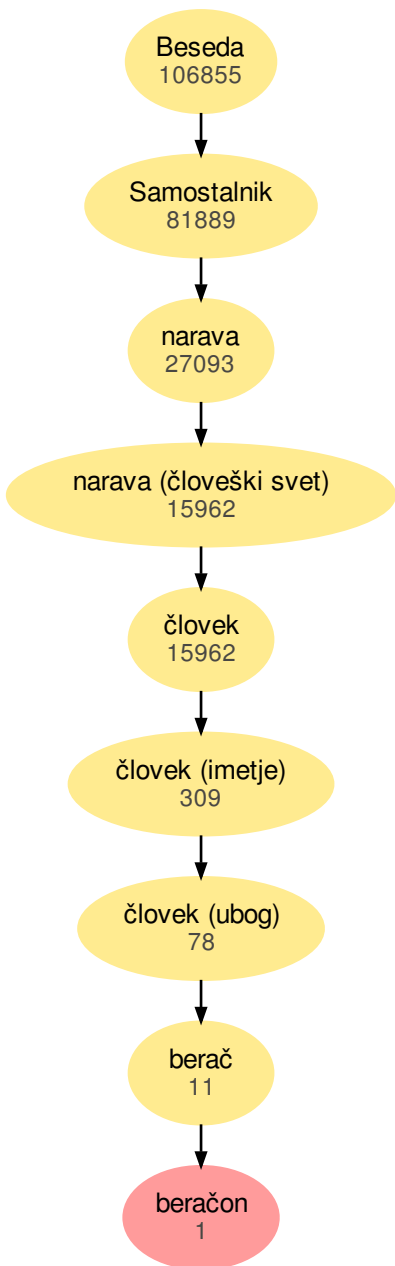 Beseda
106855
Samostalnik
81889
narava
27093
narava (človeški svet)
15962
človek
15962
človek (imetje)
309
človek (ubog)
78
berač
11
beračon
1